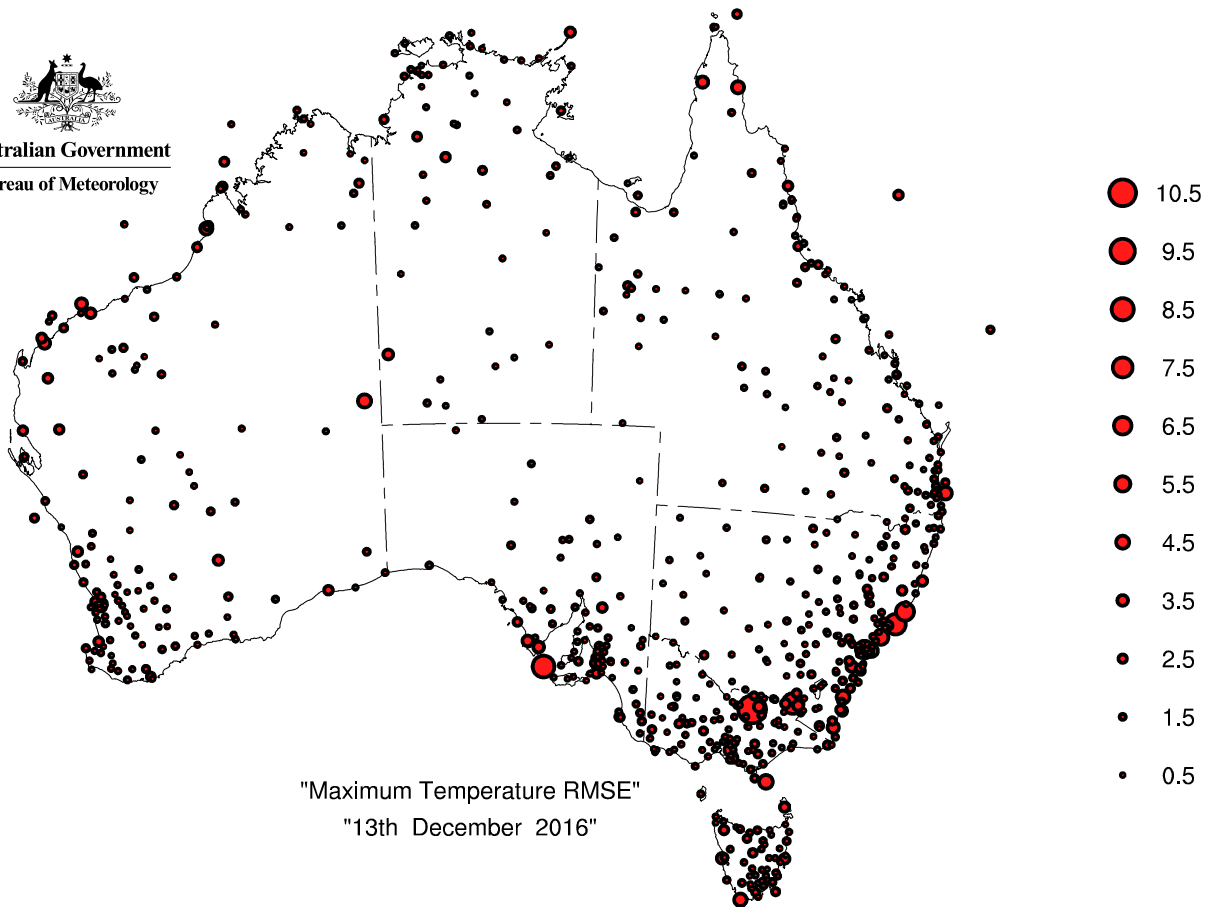 AUSTRALIA
tralian Government
reau of Meteorology
10.5
9.5
8.5
7.5
6.5
5.5
4.5
3.5
2.5
1.5
0.5
"Maximum Temperature RMSE"
"13th December 2016"